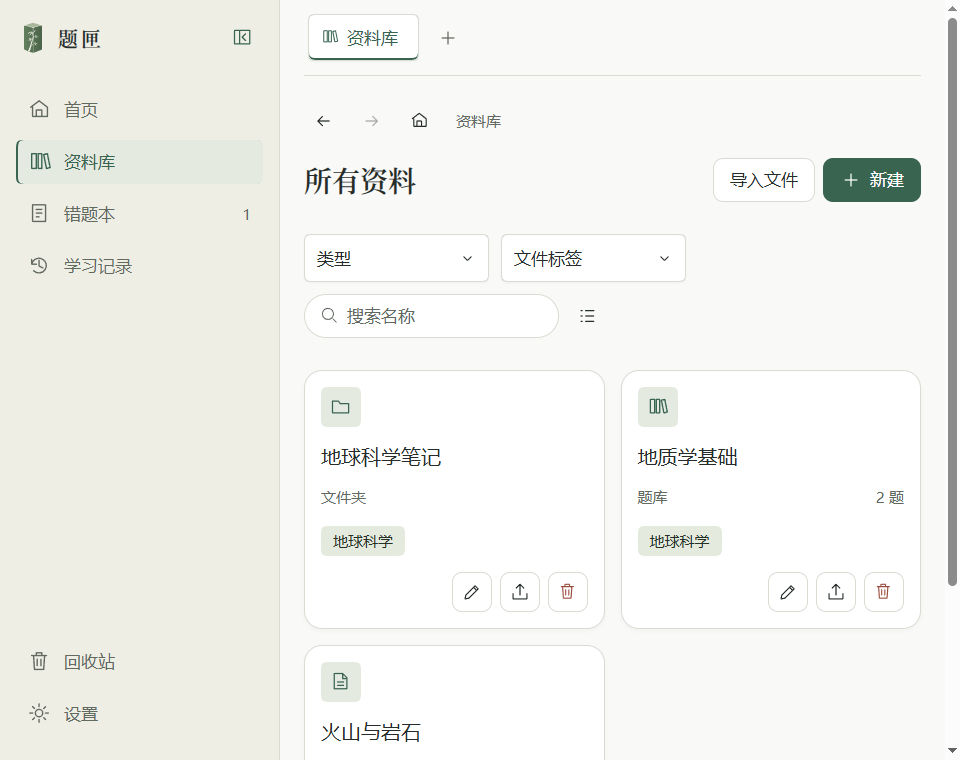 题匣
首页
资料库
错题本 1
学习记录
回收站
设置
资料库
资料库
所有资料
导入文件
新建
类型
文件标签
搜索名称
地球科学笔记
文件夹
地球科学
地质学基础
题库 2 题
地球科学
火山与岩石